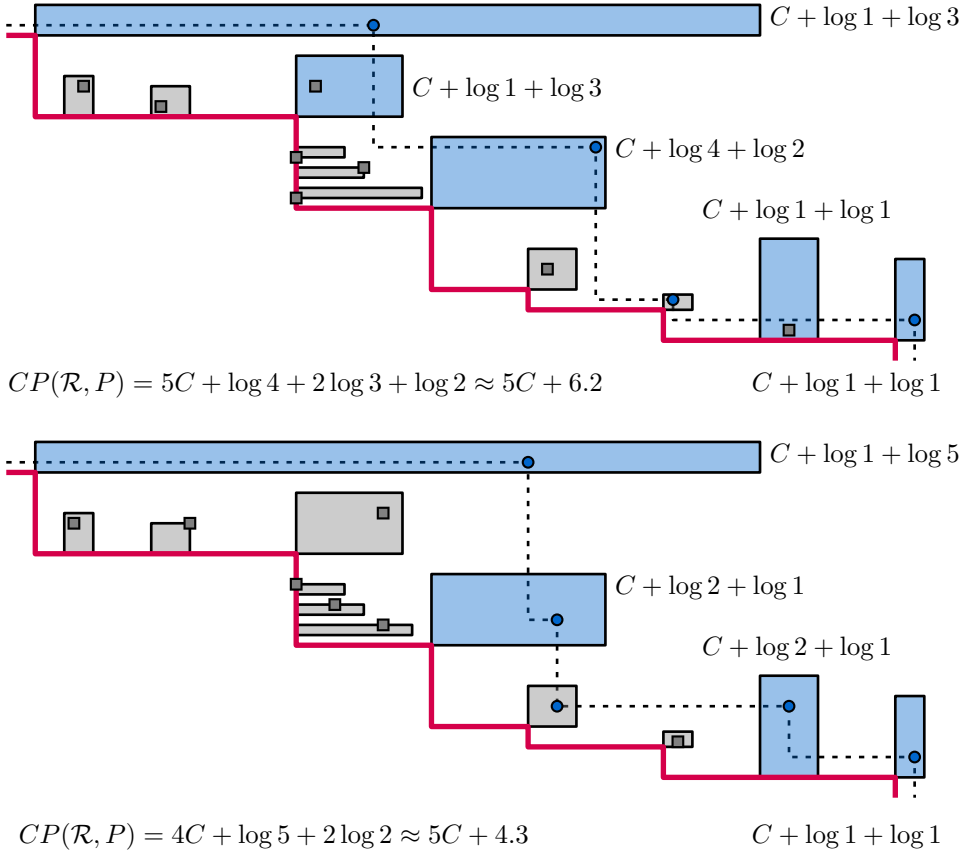 C + log 1 + log 3
C + log 1 + log 3
C + log 4 + log 2
C + log 1 + log 1
CP(ℛ, P) = 5C + log 4 + 2 log 3 + log 2 ≈ 5C + 6.2
C + log 1 + log 1
C + log 1 + log 5
C + log 2 + log 1
C + log 2 + log 1
CP(ℛ, P) = 4C + log 5 + 2 log 2 ≈ 5C + 4.3
C + log 1 + log 1